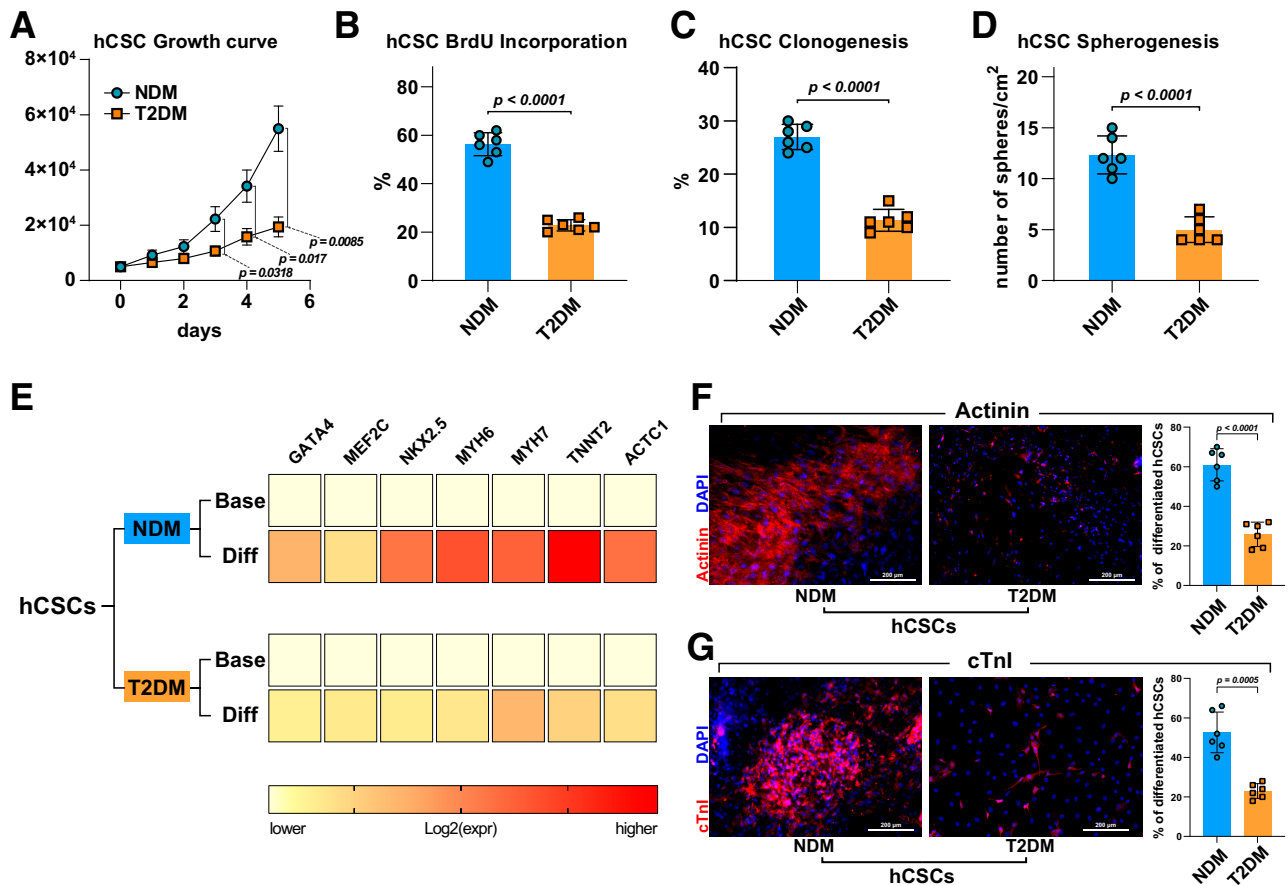 A
hCSC Growth curve
8×10⁴
6×10⁴
4×10⁴
2×10⁴
0
NDM
T2DM
p = 0.0085
p = 0.017
p = 0.0318
0 2 4 6
days
B
hCSC BrdU Incorporation
p < 0.0001
%
80
60
40
20
0
NDM
T2DM
C
hCSC Clonogenesis
p < 0.0001
%
40
30
20
10
0
NDM
T2DM
D
hCSC Spherogenesis
p < 0.0001
number of spheres/cm²
20
15
10
5
0
NDM
T2DM
E
GATA4 MEF2C NKX2.5 MYH6 MYH7 TNNT2 ACTC1
hCSCs
NDM
Base
Diff
T2DM
Base
Diff
lower Log2(expr) higher
F
Actinin
Actinin DAPI
200 µm
200 µm
NDM T2DM
hCSCs
% of differentiated hCSCs
p < 0.0001
80
60
40
20
0
NDM
T2DM
G
cTnI
cTnI DAPI
200 µm
200 µm
NDM T2DM
hCSCs
% of differentiated hCSCs
p = 0.0005
80
60
40
20
0
NDM
T2DM